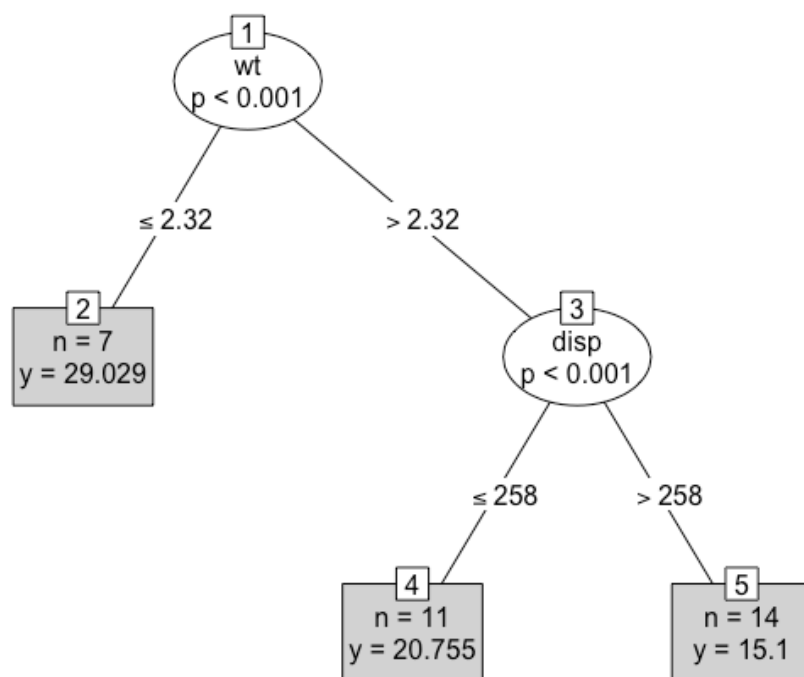 1
wt
p < 0.001
≤ 2.32
> 2.32
2
n = 7
y = 29.029
3
disp
p < 0.001
≤ 258
> 258
4
n = 11
y = 20.755
5
n = 14
y = 15.1